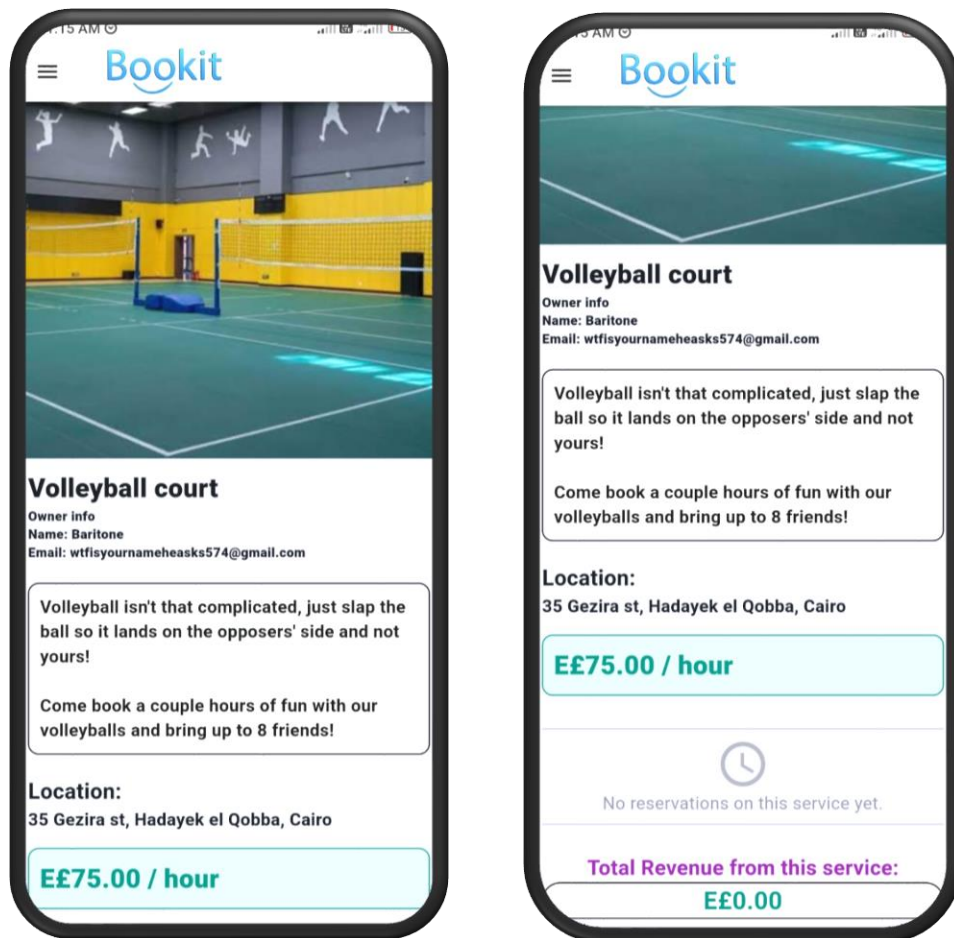 :15 AM
Bookit
Volleyball court
Owner info
Name: Baritone
Email: wtfisyournameheasks574@gmail.com
Volleyball isn't that complicated, just slap the
ball so it lands on the opposers' side and not
yours!
Come book a couple hours of fun with our
volleyballs and bring up to 8 friends!
Location:
35 Gezira st, Hadayek el Qobba, Cairo
E£75.00 / hour
AM
Bookit
Volleyball court
Owner info
Name: Baritone
Email: wtfisyournameheasks574@gmail.com
Volleyball isn't that complicated, just slap the
ball so it lands on the opposers' side and not
yours!
Come book a couple hours of fun with our
volleyballs and bring up to 8 friends!
Location:
35 Gezira st, Hadayek el Qobba, Cairo
E£75.00 / hour
No reservations on this service yet.
Total Revenue from this service:
E£0.00